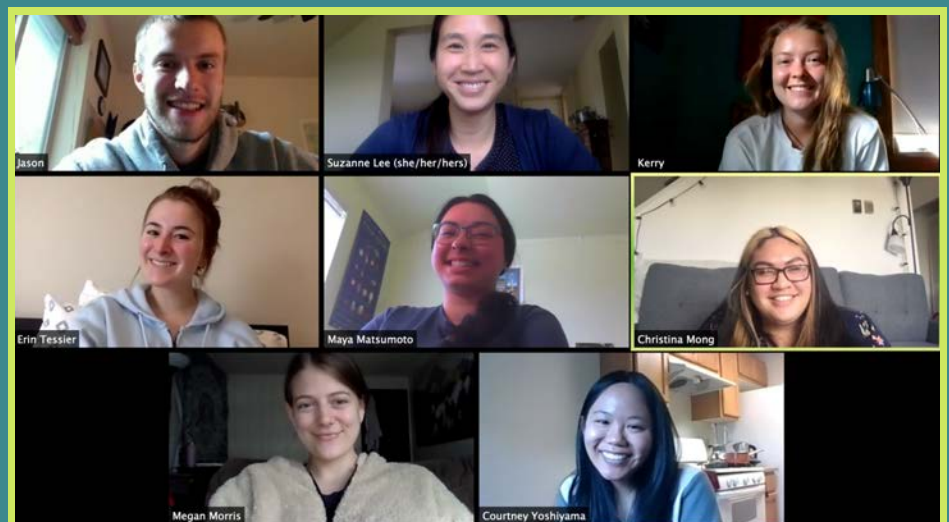 Jason
Suzanne Lee (she/her/hers)
Kerry
Erin Tessier
Maya Matsumoto
Christina Mong
Megan Morris
Courtney Yoshiyama